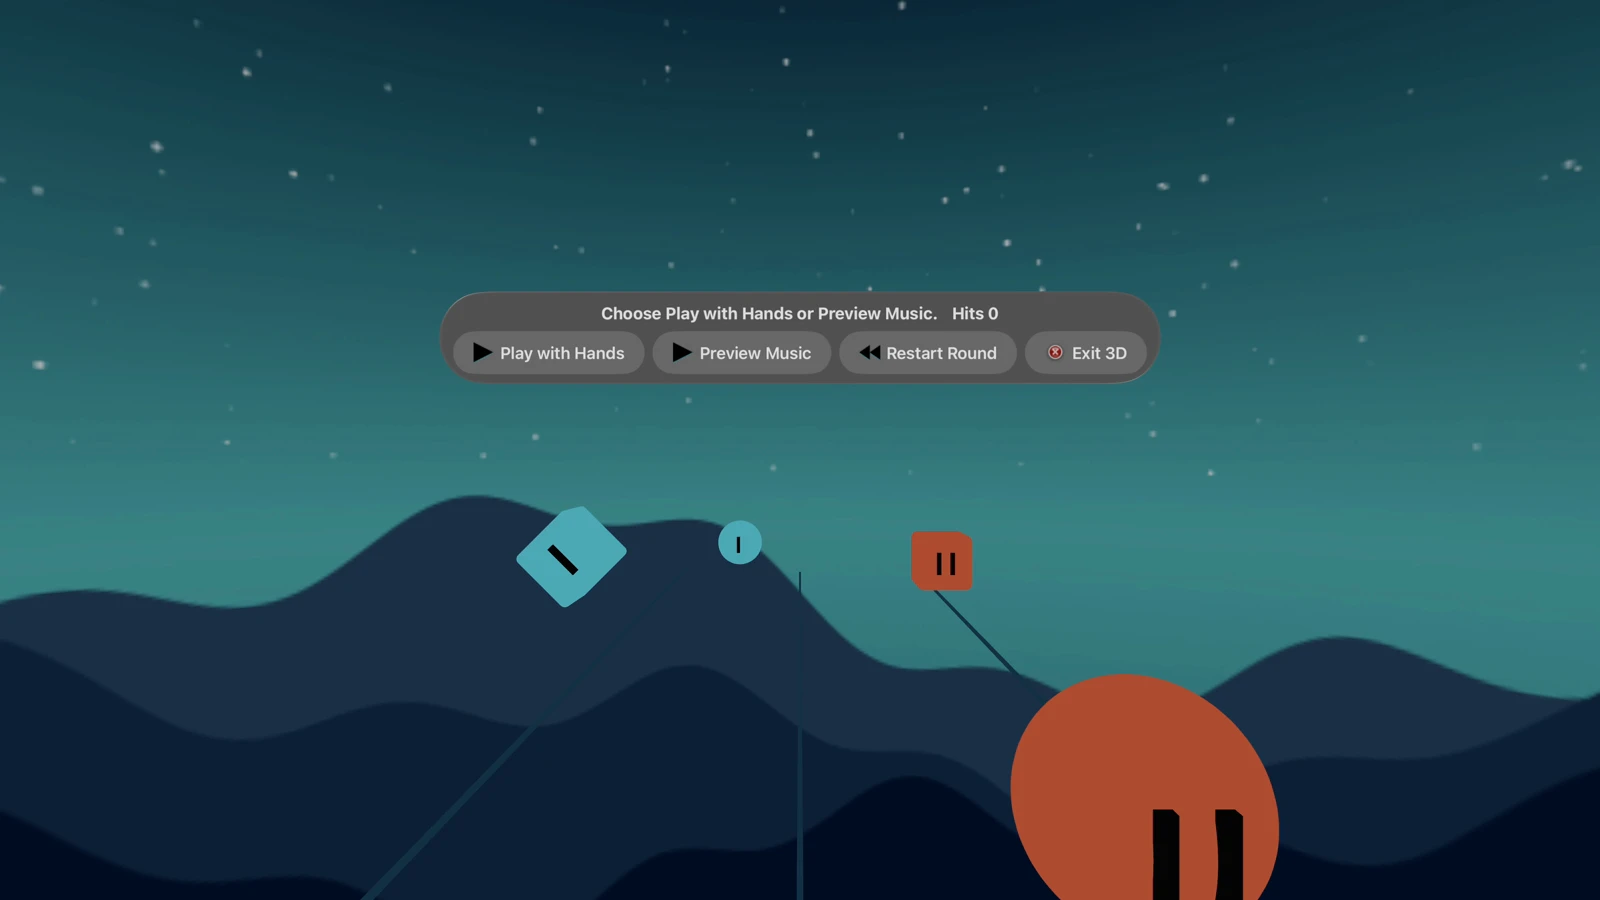 Choose Play with Hands or Preview Music. Hits 0
Play with Hands Preview Music Restart Round Exit 3D